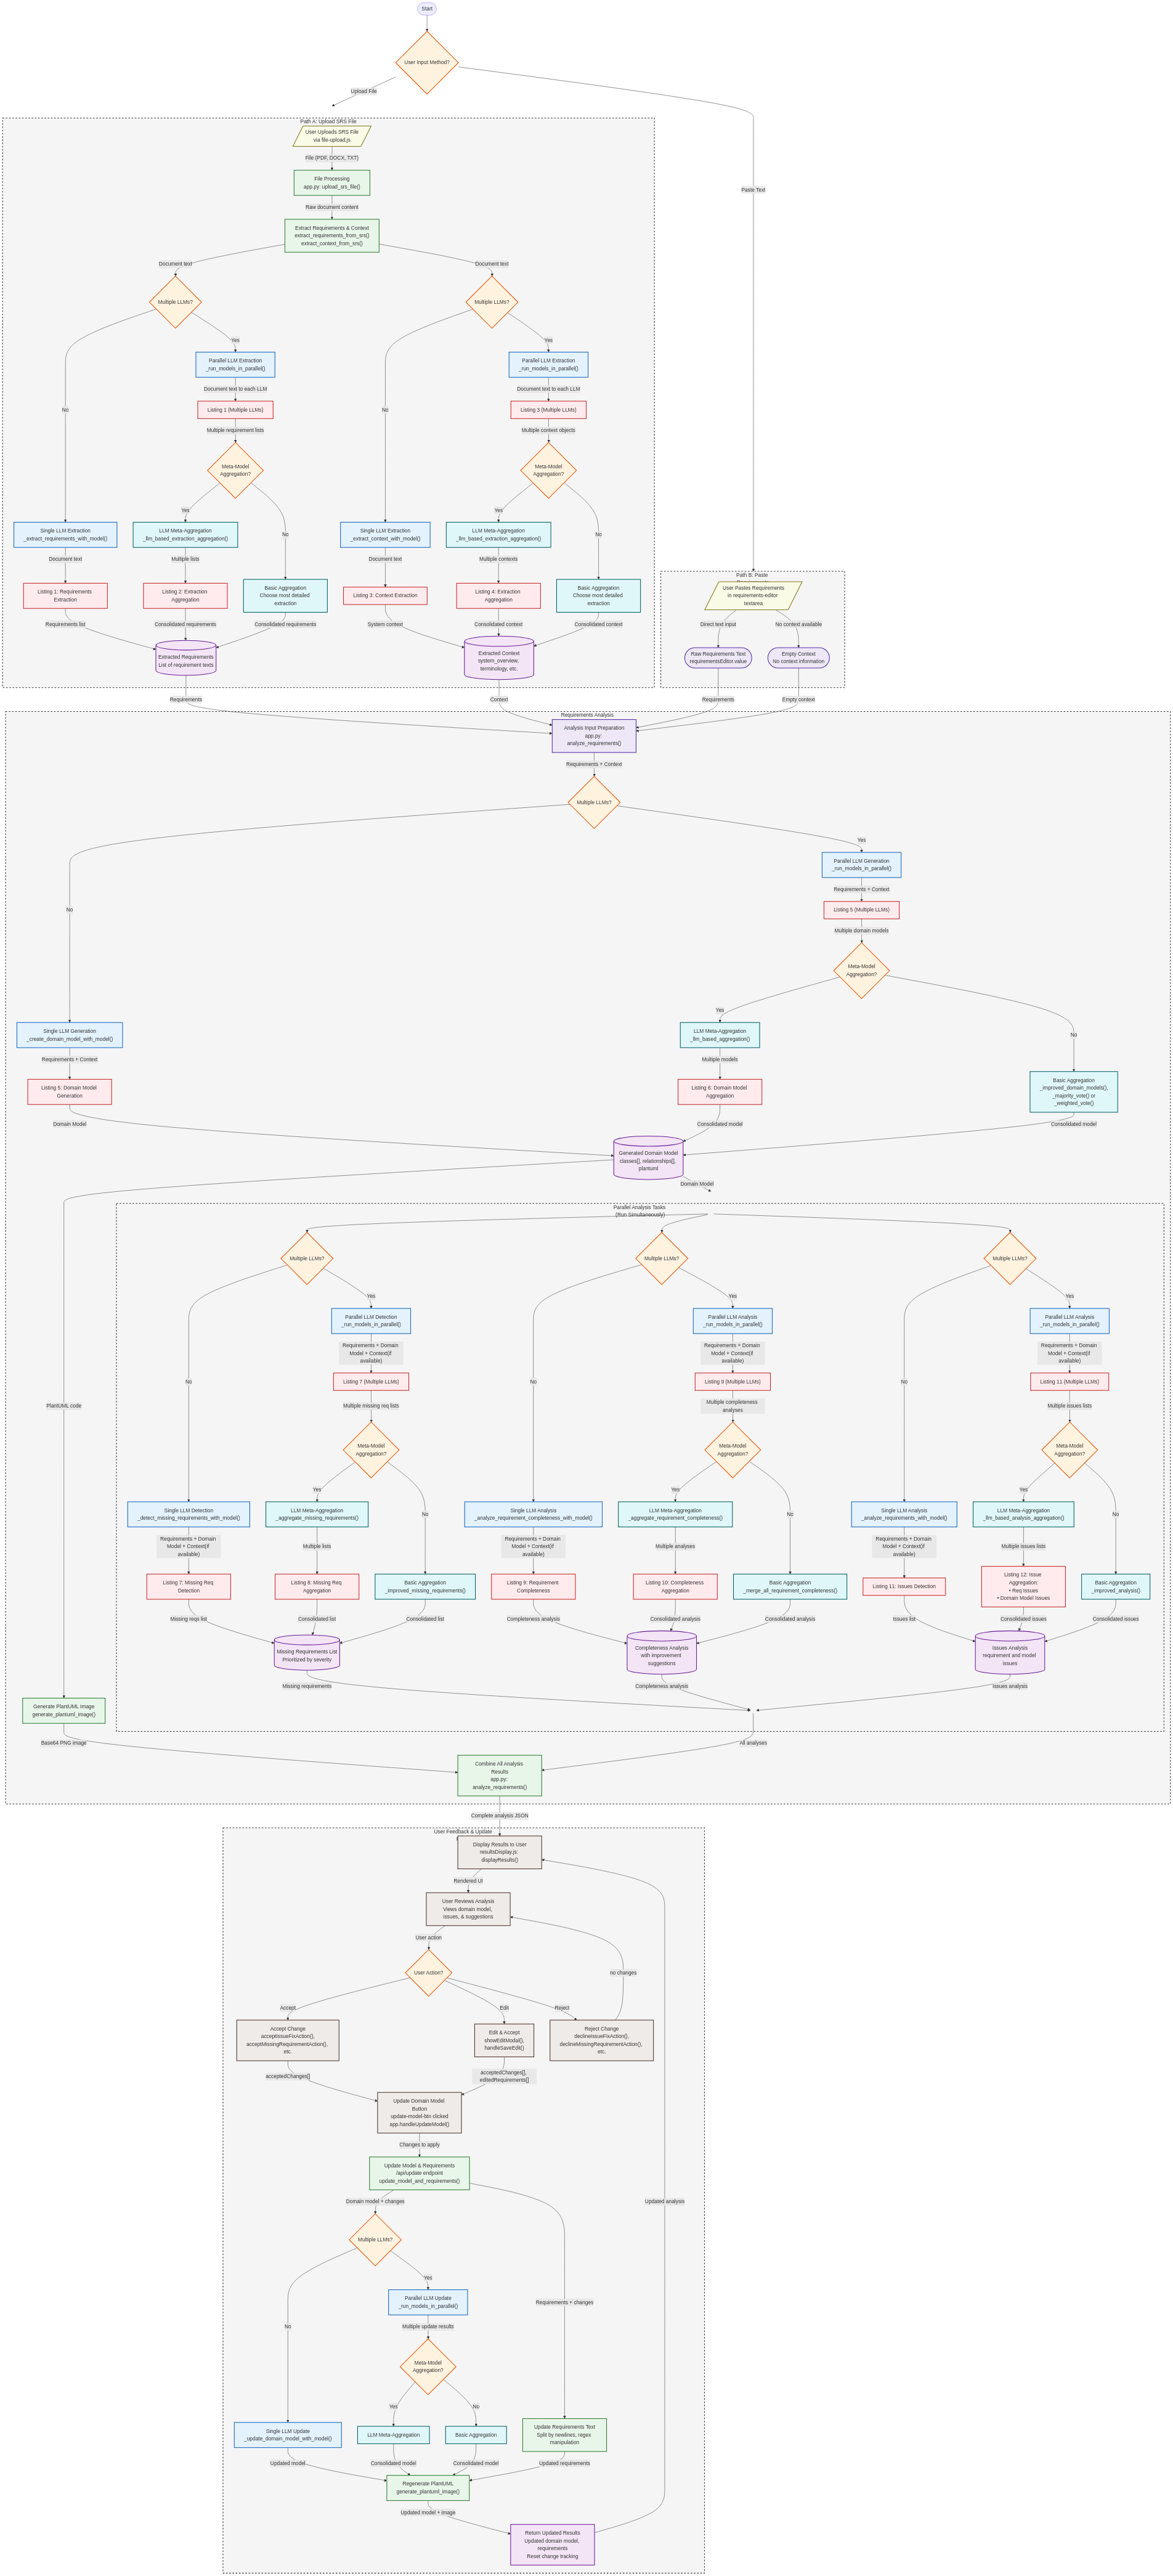 Start
User Input Method?
Upload File
Paste Text
Path A: Upload SRS File
User Uploads SRS File
via file-upload.js
File (PDF, DOCX, TXT)
File Processing
app.py: upload_srs_file()
Raw document content
Extract Requirements & Context
extract_requirements_from_srs()
extract_context_from_srs()
Document text
Document text
Multiple LLMs?
Multiple LLMs?
Yes
Yes
Parallel LLM Extraction
_run_models_in_parallel()
Parallel LLM Extraction
_run_models_in_parallel()
Document text to each LLM
Document text to each LLM
No
Listing 1 (Multiple LLMs)
No
Listing 3 (Multiple LLMs)
Multiple requirement lists
Multiple context objects
Meta-Model
Aggregation?
Meta-Model
Aggregation?
Yes
Yes
No
No
Single LLM Extraction
_extract_requirements_with_model()
LLM Meta-Aggregation
_llm_based_extraction_aggregation()
Single LLM Extraction
_extract_context_with_model()
LLM Meta-Aggregation
_llm_based_extraction_aggregation()
Document text
Multiple lists
Document text
Multiple contexts
Listing 1: Requirements
Extraction
Listing 2: Extraction
Aggregation
Basic Aggregation
Choose most detailed
extraction
Listing 3: Context Extraction
Listing 4: Extraction
Aggregation
Basic Aggregation
Choose most detailed
extraction
Requirements list
Consolidated requirements
Consolidated requirements
System context
Consolidated context
Consolidated context
Extracted Requirements
List of requirement texts
Extracted Context
system_overview,
terminology, etc.
Path B: Paste
User Pastes Requirements
in requirements-editor
textarea
Direct text input
No context available
Raw Requirements Text
requirementsEditor.value
Empty Context
No context information
Requirements
Context
Requirements
Empty context
Requirements Analysis
Analysis Input Preparation
app.py:
analyze_requirements()
Requirements + Context
Multiple LLMs?
Yes
Parallel LLM Generation
_run_models_in_parallel()
Requirements + Context
No
Listing 5 (Multiple LLMs)
Multiple domain models
Meta-Model
Aggregation?
Yes
No
Single LLM Generation
_create_domain_model_with_model()
LLM Meta-Aggregation
_llm_based_aggregation()
Requirements + Context
Multiple models
Listing 5: Domain Model
Generation
Listing 6: Domain Model
Aggregation
Basic Aggregation
_improved_domain_models(),
_majority_vote() or
_weighted_vote()
Domain Model
Consolidated model
Consolidated model
Generated Domain Model
classes[], relationships[],
plantuml
Domain Model
Parallel Analysis Tasks
(Run Simultaneously)
Multiple LLMs?
Multiple LLMs?
Multiple LLMs?
Yes
Yes
Yes
Parallel LLM Detection
_run_models_in_parallel()
Parallel LLM Analysis
_run_models_in_parallel()
Parallel LLM Analysis
_run_models_in_parallel()
Requirements + Domain
Model + Context(if
available)
Requirements + Domain
Model + Context(if
available)
Requirements + Domain
Model + Context(if
available)
No
Listing 7 (Multiple LLMs)
No
Listing 9 (Multiple LLMs)
No
Listing 11 (Multiple LLMs)
PlantUML code
Multiple missing req lists
Multiple completeness
analyses
Multiple issues lists
Meta-Model
Aggregation?
Meta-Model
Aggregation?
Meta-Model
Aggregation?
Yes
Yes
Yes
No
No
No
Single LLM Detection
_detect_missing_requirements_with_model()
LLM Meta-Aggregation
_aggregate_missing_requirements()
Single LLM Analysis
_analyze_requirement_completeness_with_model()
LLM Meta-Aggregation
_aggregate_requirement_completeness()
Single LLM Analysis
_analyze_requirements_with_model()
LLM Meta-Aggregation
_llm_based_analysis_aggregation()
Requirements + Domain
Model + Context(if
available)
Multiple lists
Requirements + Domain
Model + Context(if
available)
Multiple analyses
Requirements + Domain
Model + Context(if
available)
Multiple issues lists
Listing 7: Missing Req
Detection
Listing 8: Missing Req
Aggregation
Basic Aggregation
_improved_missing_requirements()
Listing 9: Requirement
Completeness
Listing 10: Completeness
Aggregation
Basic Aggregation
_merge_all_requirement_completeness()
Listing 11: Issues Detection
Listing 12: Issue
Aggregation:
• Req Issues
• Domain Model Issues
Basic Aggregation
_improved_analysis()
Missing reqs list
Consolidated list
Consolidated list
Completeness analysis
Consolidated analysis
Consolidated analysis
Issues list
Consolidated issues
Consolidated issues
Missing Requirements List
Prioritized by severity
Completeness Analysis
with improvement
suggestions
Issues Analysis
requirement and model
issues
Missing requirements
Completeness analysis
Issues analysis
Generate PlantUML Image
generate_plantuml_image()
Base64 PNG image
All analyses
Combine All Analysis
Results
app.py:
analyze_requirements()
Complete analysis JSON
User Feedback & Update
Display Results to User
resultsDisplay.js:
displayResults()
Rendered UI
User Reviews Analysis
Views domain model,
issues, & suggestions
User action
User Action?
no changes
Accept
Edit
Reject
Accept Change
acceptIssueFixAction(),
acceptMissingRequirementAction(),
etc.
Edit & Accept
showEditModal(),
handleSaveEdit()
Reject Change
declineIssueFixAction(),
declineMissingRequirementAction(),
etc.
acceptedChanges[]
acceptedChanges[],
editedRequirements[]
Update Domain Model
Button
update-model-btn clicked
app.handleUpdateModel()
Changes to apply
Update Model & Requirements
/api/update endpoint
update_model_and_requirements()
Updated analysis
Domain model + changes
Multiple LLMs?
Yes
Parallel LLM Update
_run_models_in_parallel()
Requirements + changes
No
Multiple update results
Meta-Model
Aggregation?
Yes
No
Single LLM Update
_update_domain_model_with_model()
LLM Meta-Aggregation
Basic Aggregation
Update Requirements Text
Split by newlines, regex
manipulation
Updated model
Consolidated model
Consolidated model
Updated requirements
Regenerate PlantUML
generate_plantuml_image()
Updated model + image
Return Updated Results
Updated domain model,
requirements
Reset change tracking